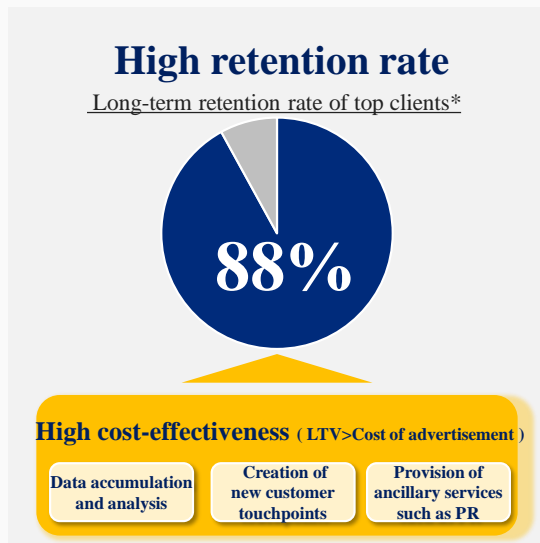 High retention rate
Long-term retention rate of top clients*
88%
High cost-effectiveness ( LTV>Cost of advertisement )
Data accumulation
and analysis
Creation of
new customer
touchpoints
Provision of
ancillary services
such as PR